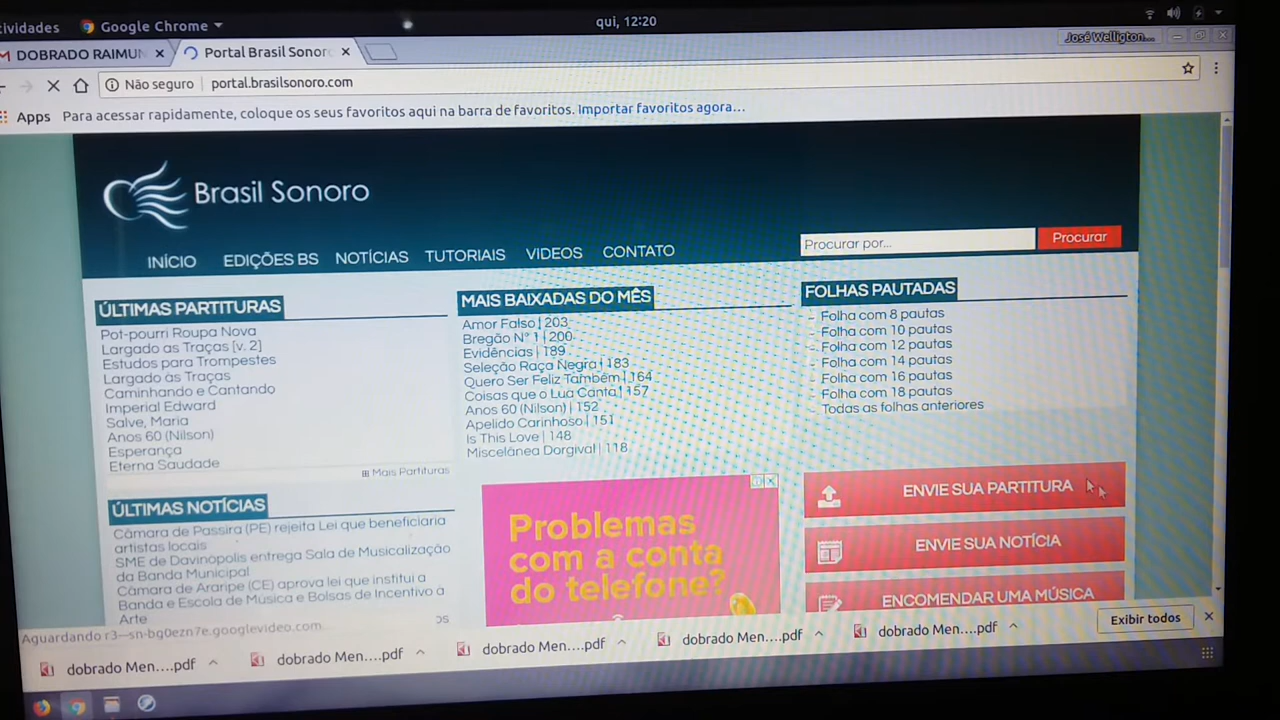 Google Chrome
qui, 12:20
DOBRADO RAIMUN
Portal Brasil Sonoro
José Welligton...
Não seguro
portal.brasilsonoro.com
Apps
Para acessar rapidamente, coloque os seus favoritos aqui na barra de favoritos. Importar favoritos agora...
Brasil Sonoro
INÍCIO
EDIÇÕES BS
NOTÍCIAS
TUTORIAIS
VIDEOS
CONTATO
Procurar por...
Procurar
ÚLTIMAS PARTITURAS
Pot-pourri Roupa Nova
Largado as Traças [v. 2]
Estudos para Trompestes
Largado às Traças
Caminhando e Cantando
Imperial Edward
Salve, Maria
Anos 60 (Nilson)
Esperança
Eterna Saudade
Mais Partituras
MAIS BAIXADAS DO MÊS
Amor Falso | 203
Bregão N° 1 | 200
Evidências | 189
Seleção Raça Negra | 183
Quero Ser Feliz Também | 164
Coisas que o Lua Canta | 157
Anos 60 (Nilson) | 152
Apelido Carinhoso | 151
Is This Love | 148
Miscelânea Dorgival | 118
FOLHAS PAUTADAS
Folha com 8 pautas
Folha com 10 pautas
Folha com 12 pautas
Folha com 14 pautas
Folha com 16 pautas
Folha com 18 pautas
Todas as folhas anteriores
ÚLTIMAS NOTÍCIAS
Câmara de Passira (PE) rejeita Lei que beneficiaria
artistas locais
SME de Davinópolis entrega Sala de Musicalização
da Banda Municipal
Câmara de Araripe (CE) aprova lei que institui a
Banda e Escola de Música e Bolsas de Incentivo à
Arte
Problemas
com a conta
do telefone?
ENVIE SUA PARTITURA
ENVIE SUA NOTÍCIA
ENCOMENDAR UMA MÚSICA
Aguardando r3---sn-bg0ezn7e.googlevideo.com
dobrado Men....pdf
dobrado Men....pdf
dobrado Men....pdf
dobrado Men....pdf
dobrado Men....pdf
Exibir todos